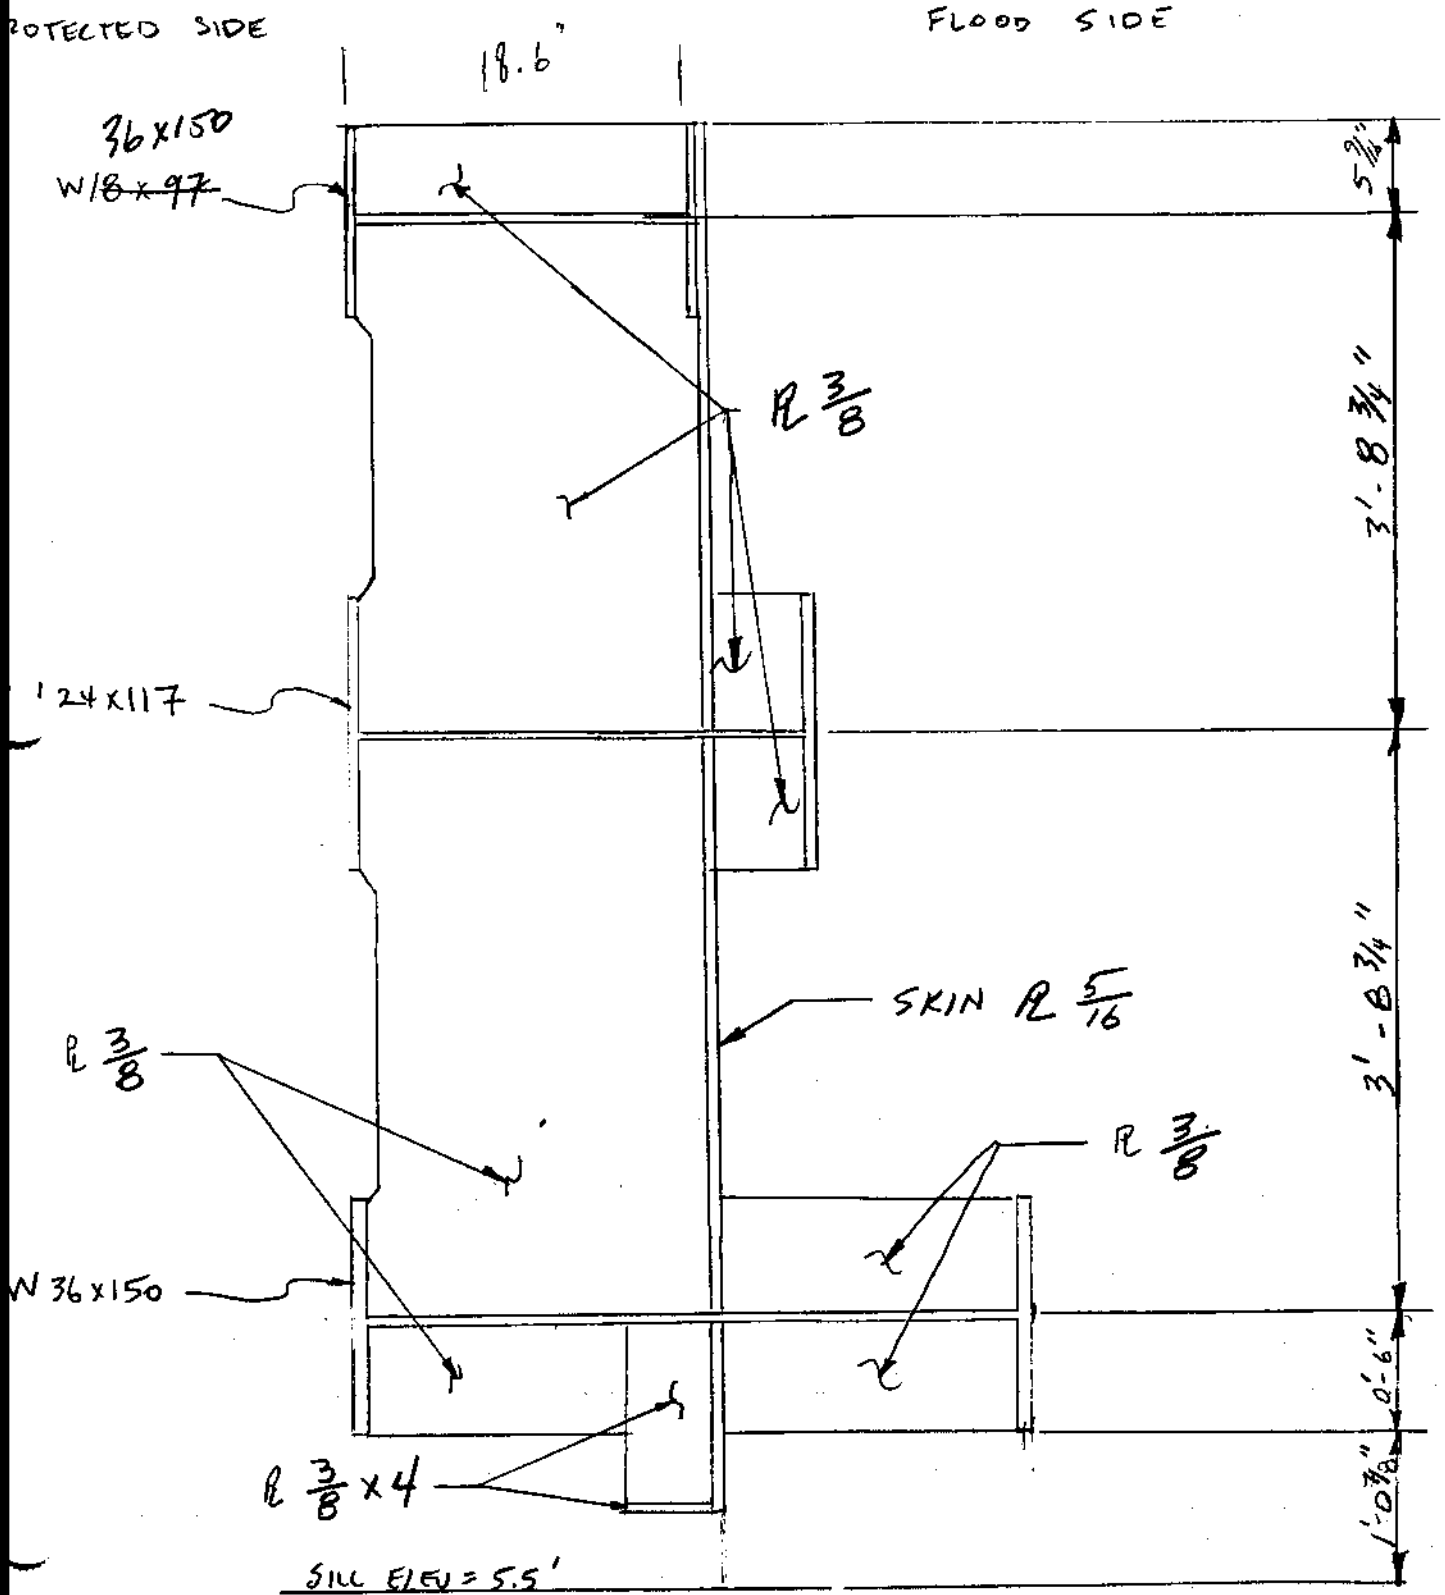 ROTECTED SIDE
FLOOD SIDE
18.6"
36x150
W18x97
5 9/16"
3'-8 3/4"
PL 3/8
24x117
SKIN PL 5/16
3'-8 3/4"
PL 3/8
PL 3/8
W 36x150
0'-6"
PL 3/8 x 4
1'-0 7/8"
SILL ELEV = 5.5'